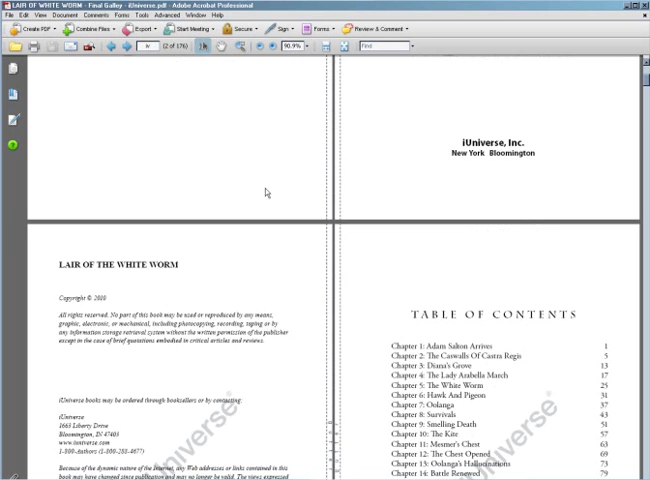 LAIR OF WHITE WORM - Final Galley - iUniverse.pdf - Adobe Acrobat Professional
File Edit View Document Comments Forms Tools Advanced Window Help
Create PDF Combine Files Export Start Meeting Secure Sign Forms Review & Comment
iv (2 of 176) 90.9% Find
iUniverse, Inc.
New York Bloomington
LAIR OF THE WHITE WORM
Copyright © 2010
All rights reserved. No part of this book may be used or reproduced by any means,
graphic, electronic, or mechanical, including photocopying, recording, taping or by
any information storage retrieval system without the written permission of the publisher
except in the case of brief quotations embodied in critical articles and reviews.
iUniverse books may be ordered through booksellers or by contacting:
iUniverse
1663 Liberty Drive
Bloomington, IN 47403
www.iuniverse.com
1-800-Authors (1-800-288-4677)
Because of the dynamic nature of the Internet, any Web addresses or links contained in this
book may have changed since publication and may no longer be valid. The views expressed
TABLE OF CONTENTS
Chapter 1: Adam Salton Arrives 1
Chapter 2: The Caswalls Of Castra Regis 5
Chapter 3: Diana's Grove 13
Chapter 4: The Lady Arabella March 17
Chapter 5: The White Worm 25
Chapter 6: Hawk And Pigeon 31
Chapter 7: Oolanga 37
Chapter 8: Survivals 43
Chapter 9: Smelling Death 51
Chapter 10: The Kite 57
Chapter 11: Mesmer's Chest 63
Chapter 12: The Chest Opened 69
Chapter 13: Oolanga's Hallucinations 73
Chapter 14: Battle Renewed 79
iUniverse®
iUniverse®